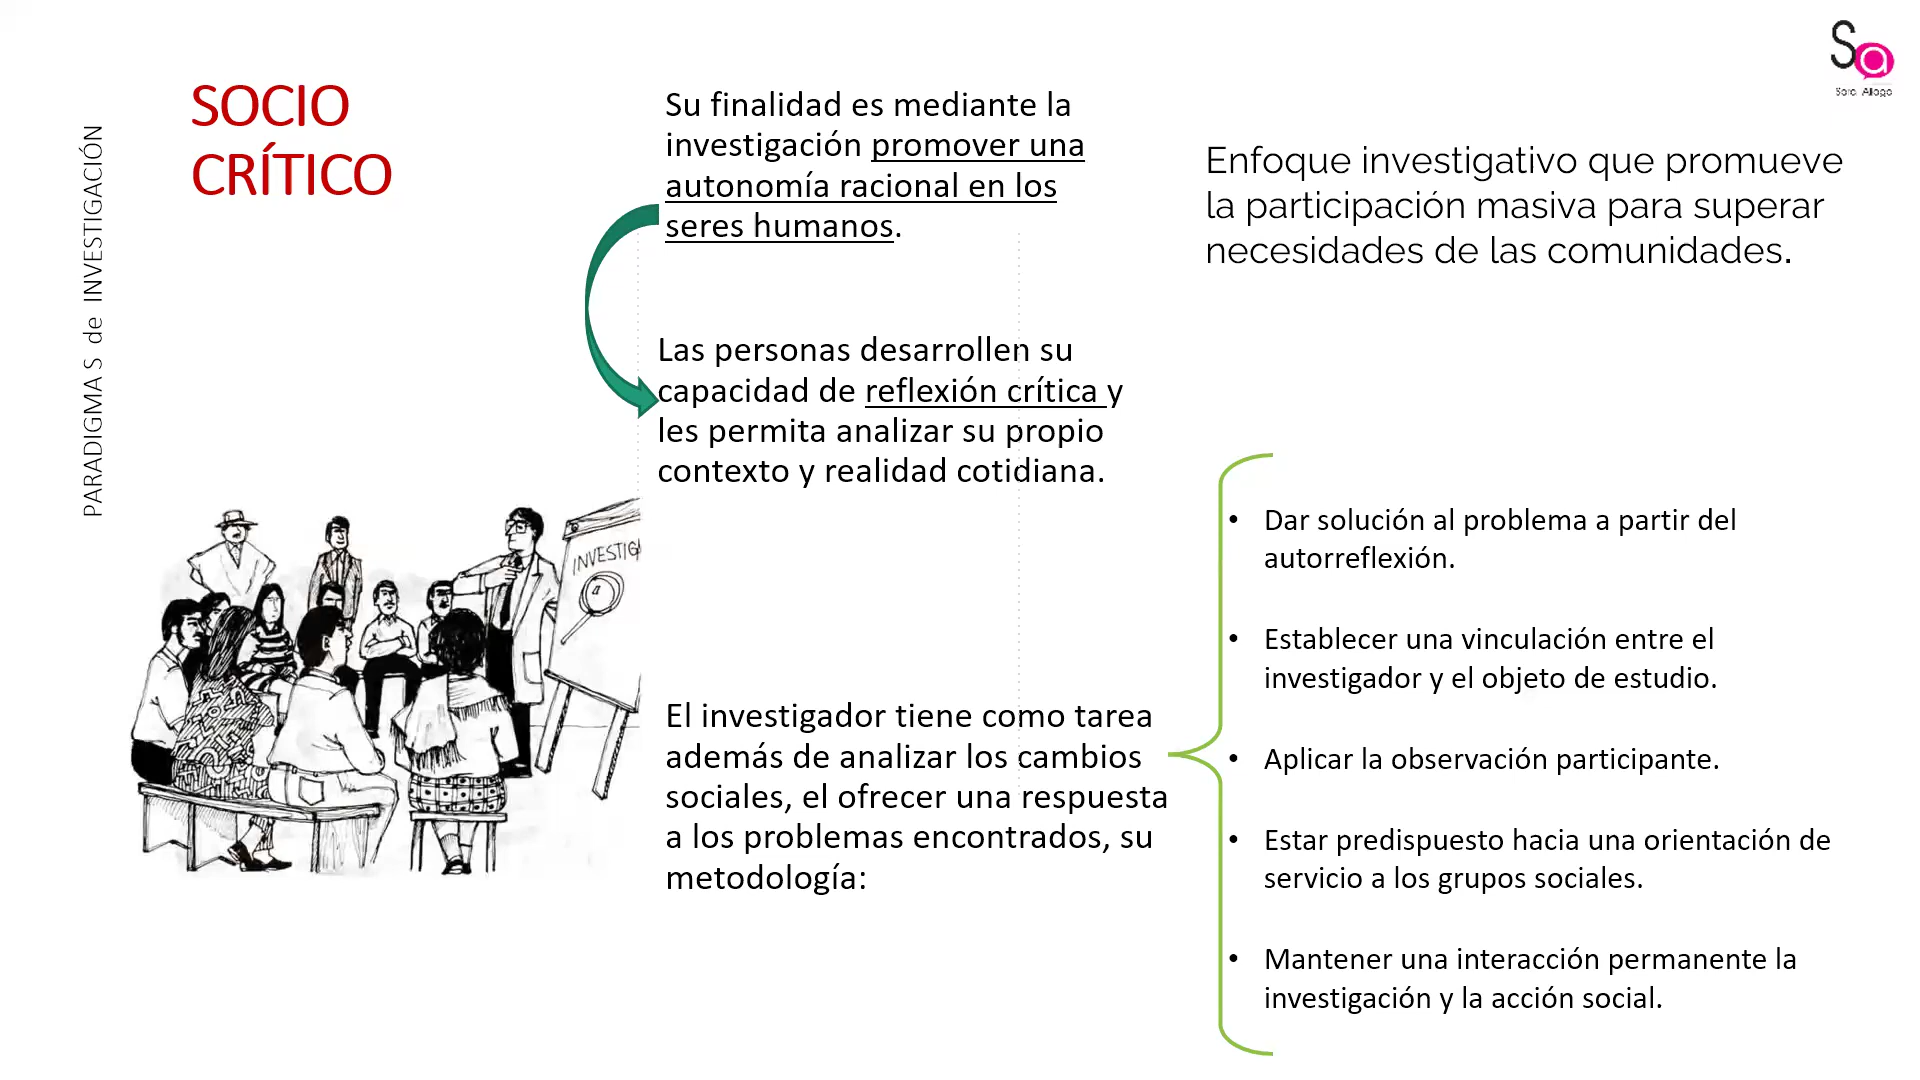 PARADIGMAS de INVESTIGACIÓN
SOCIO
CRÍTICO
Su finalidad es mediante la
investigación promover una
autonomía racional en los
seres humanos.
Las personas desarrollen su
capacidad de reflexión crítica y
les permita analizar su propio
contexto y realidad cotidiana.
INVESTIGA
a
El investigador tiene como tarea
además de analizar los cambios
sociales, el ofrecer una respuesta
a los problemas encontrados, su
metodología:
Sa
Enfoque investigativo que promueve
la participación masiva para superar
necesidades de las comunidades.
• Dar solución al problema a partir del
autorreflexión.
• Establecer una vinculación entre el
investigador y el objeto de estudio.
• Aplicar la observación participante.
• Estar predispuesto hacia una orientación de
servicio a los grupos sociales.
• Mantener una interacción permanente la
investigación y la acción social.